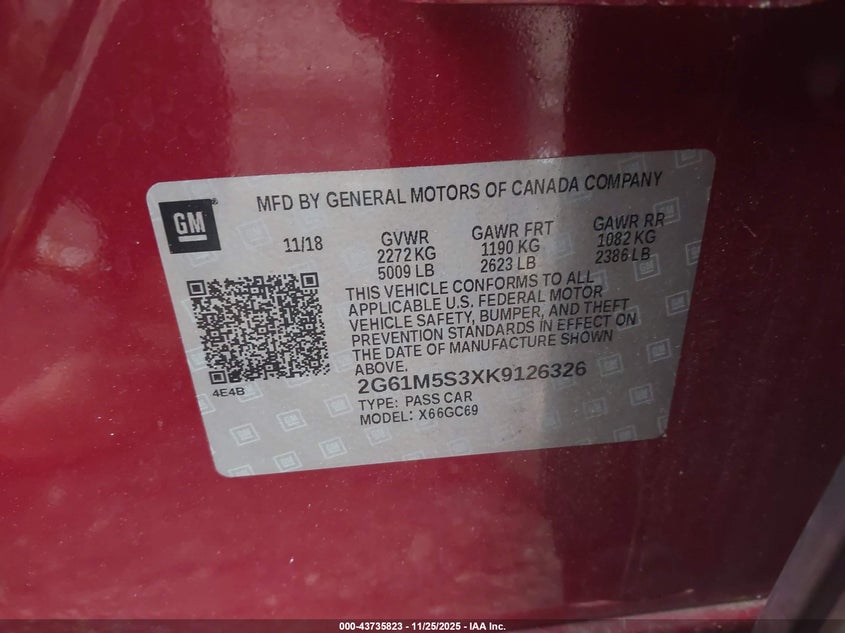 MFD BY GENERAL MOTORS OF CANADA COMPANY
GM
11/18
GVWR
2272 KG
5009 LB
GAWR FRT
1190 KG
2623 LB
GAWR RR
1082 KG
2386 LB
THIS VEHICLE CONFORMS TO ALL
APPLICABLE U.S. FEDERAL MOTOR
VEHICLE SAFETY, BUMPER, AND THEFT
PREVENTION STANDARDS IN EFFECT ON
THE DATE OF MANUFACTURE SHOWN
ABOVE.
4E4B
2G61M5S3XK9126326
TYPE: PASS CAR
MODEL: X66GC69
000-43735823 - 11/25/2025 - IAA Inc.